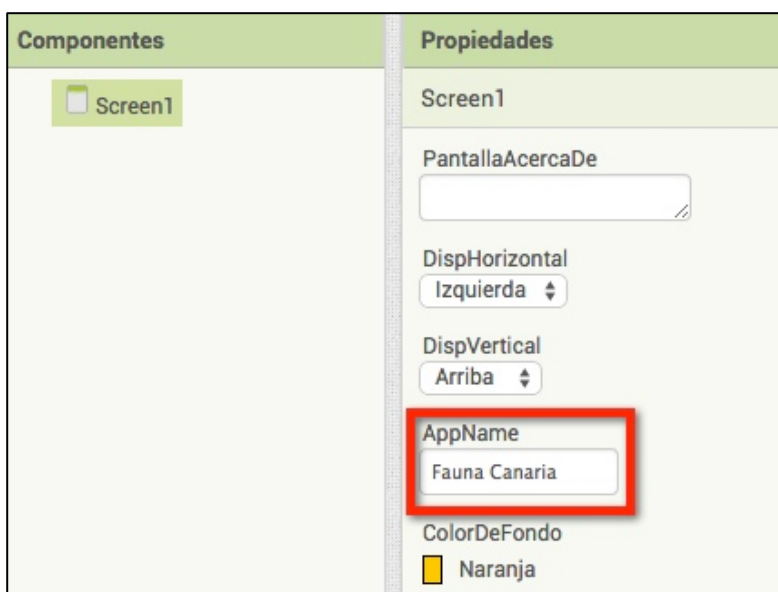 Componentes
Screen1
Propiedades
Screen1
PantallaAcercaDe
DispHorizontal
Izquierda
DispVertical
Arriba
AppName
Fauna Canaria
ColorDeFondo
Naranja